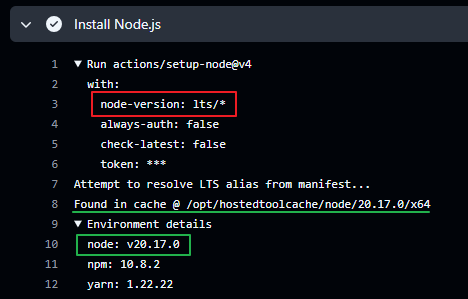 Install Node.js
1 ▼ Run actions/setup-node@v4
2 with:
3 node-version: lts/*
4 always-auth: false
5 check-latest: false
6 token: ***
7 Attempt to resolve LTS alias from manifest...
8 Found in cache @ /opt/hostedtoolcache/node/20.17.0/x64
9 ▼ Environment details
10 node: v20.17.0
11 npm: 10.8.2
12 yarn: 1.22.22